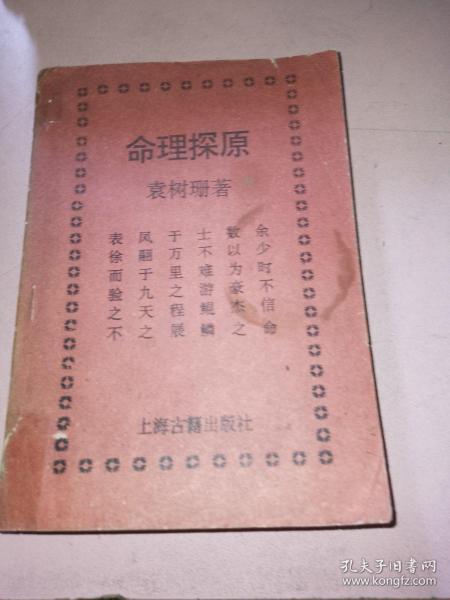 命理探原
袁树珊著
余少时不信命
数以为豪杰之
士不难游鲲鳞
于万里之程展
凤翮于九天之
表徐而验之不
上海古籍出版社
孔夫子旧书网
www.kongfz.com